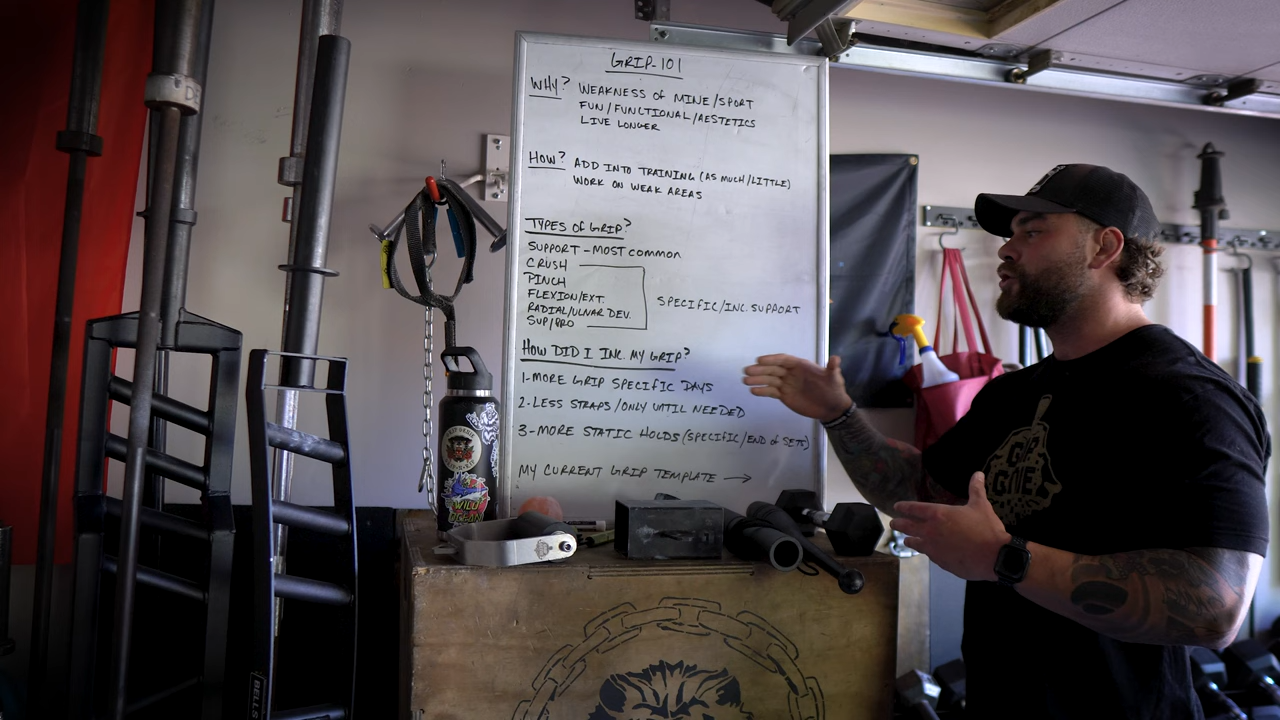 GRIP-101
WHY? WEAKNESS OF MINE/SPORT
FUN/FUNCTIONAL/AESTETICS
LIVE LONGER
HOW? ADD INTO TRAINING (AS MUCH/LITTLE)
WORK ON WEAK AREAS
TYPES OF GRIP?
SUPPORT - MOST COMMON
CRUSH
PINCH
FLEXION/EXT.
RADIAL/ULNAR DEV.
SUP/PRO
SPECIFIC/INC. SUPPORT
HOW DID I INC. MY GRIP?
1-MORE GRIP SPECIFIC DAYS
2-LESS STRAPS/ONLY UNTIL NEEDED
3-MORE STATIC HOLDS (SPECIFIC/END OF SETS)
MY CURRENT GRIP TEMPLATE →
WILD
GRIP
BELLS